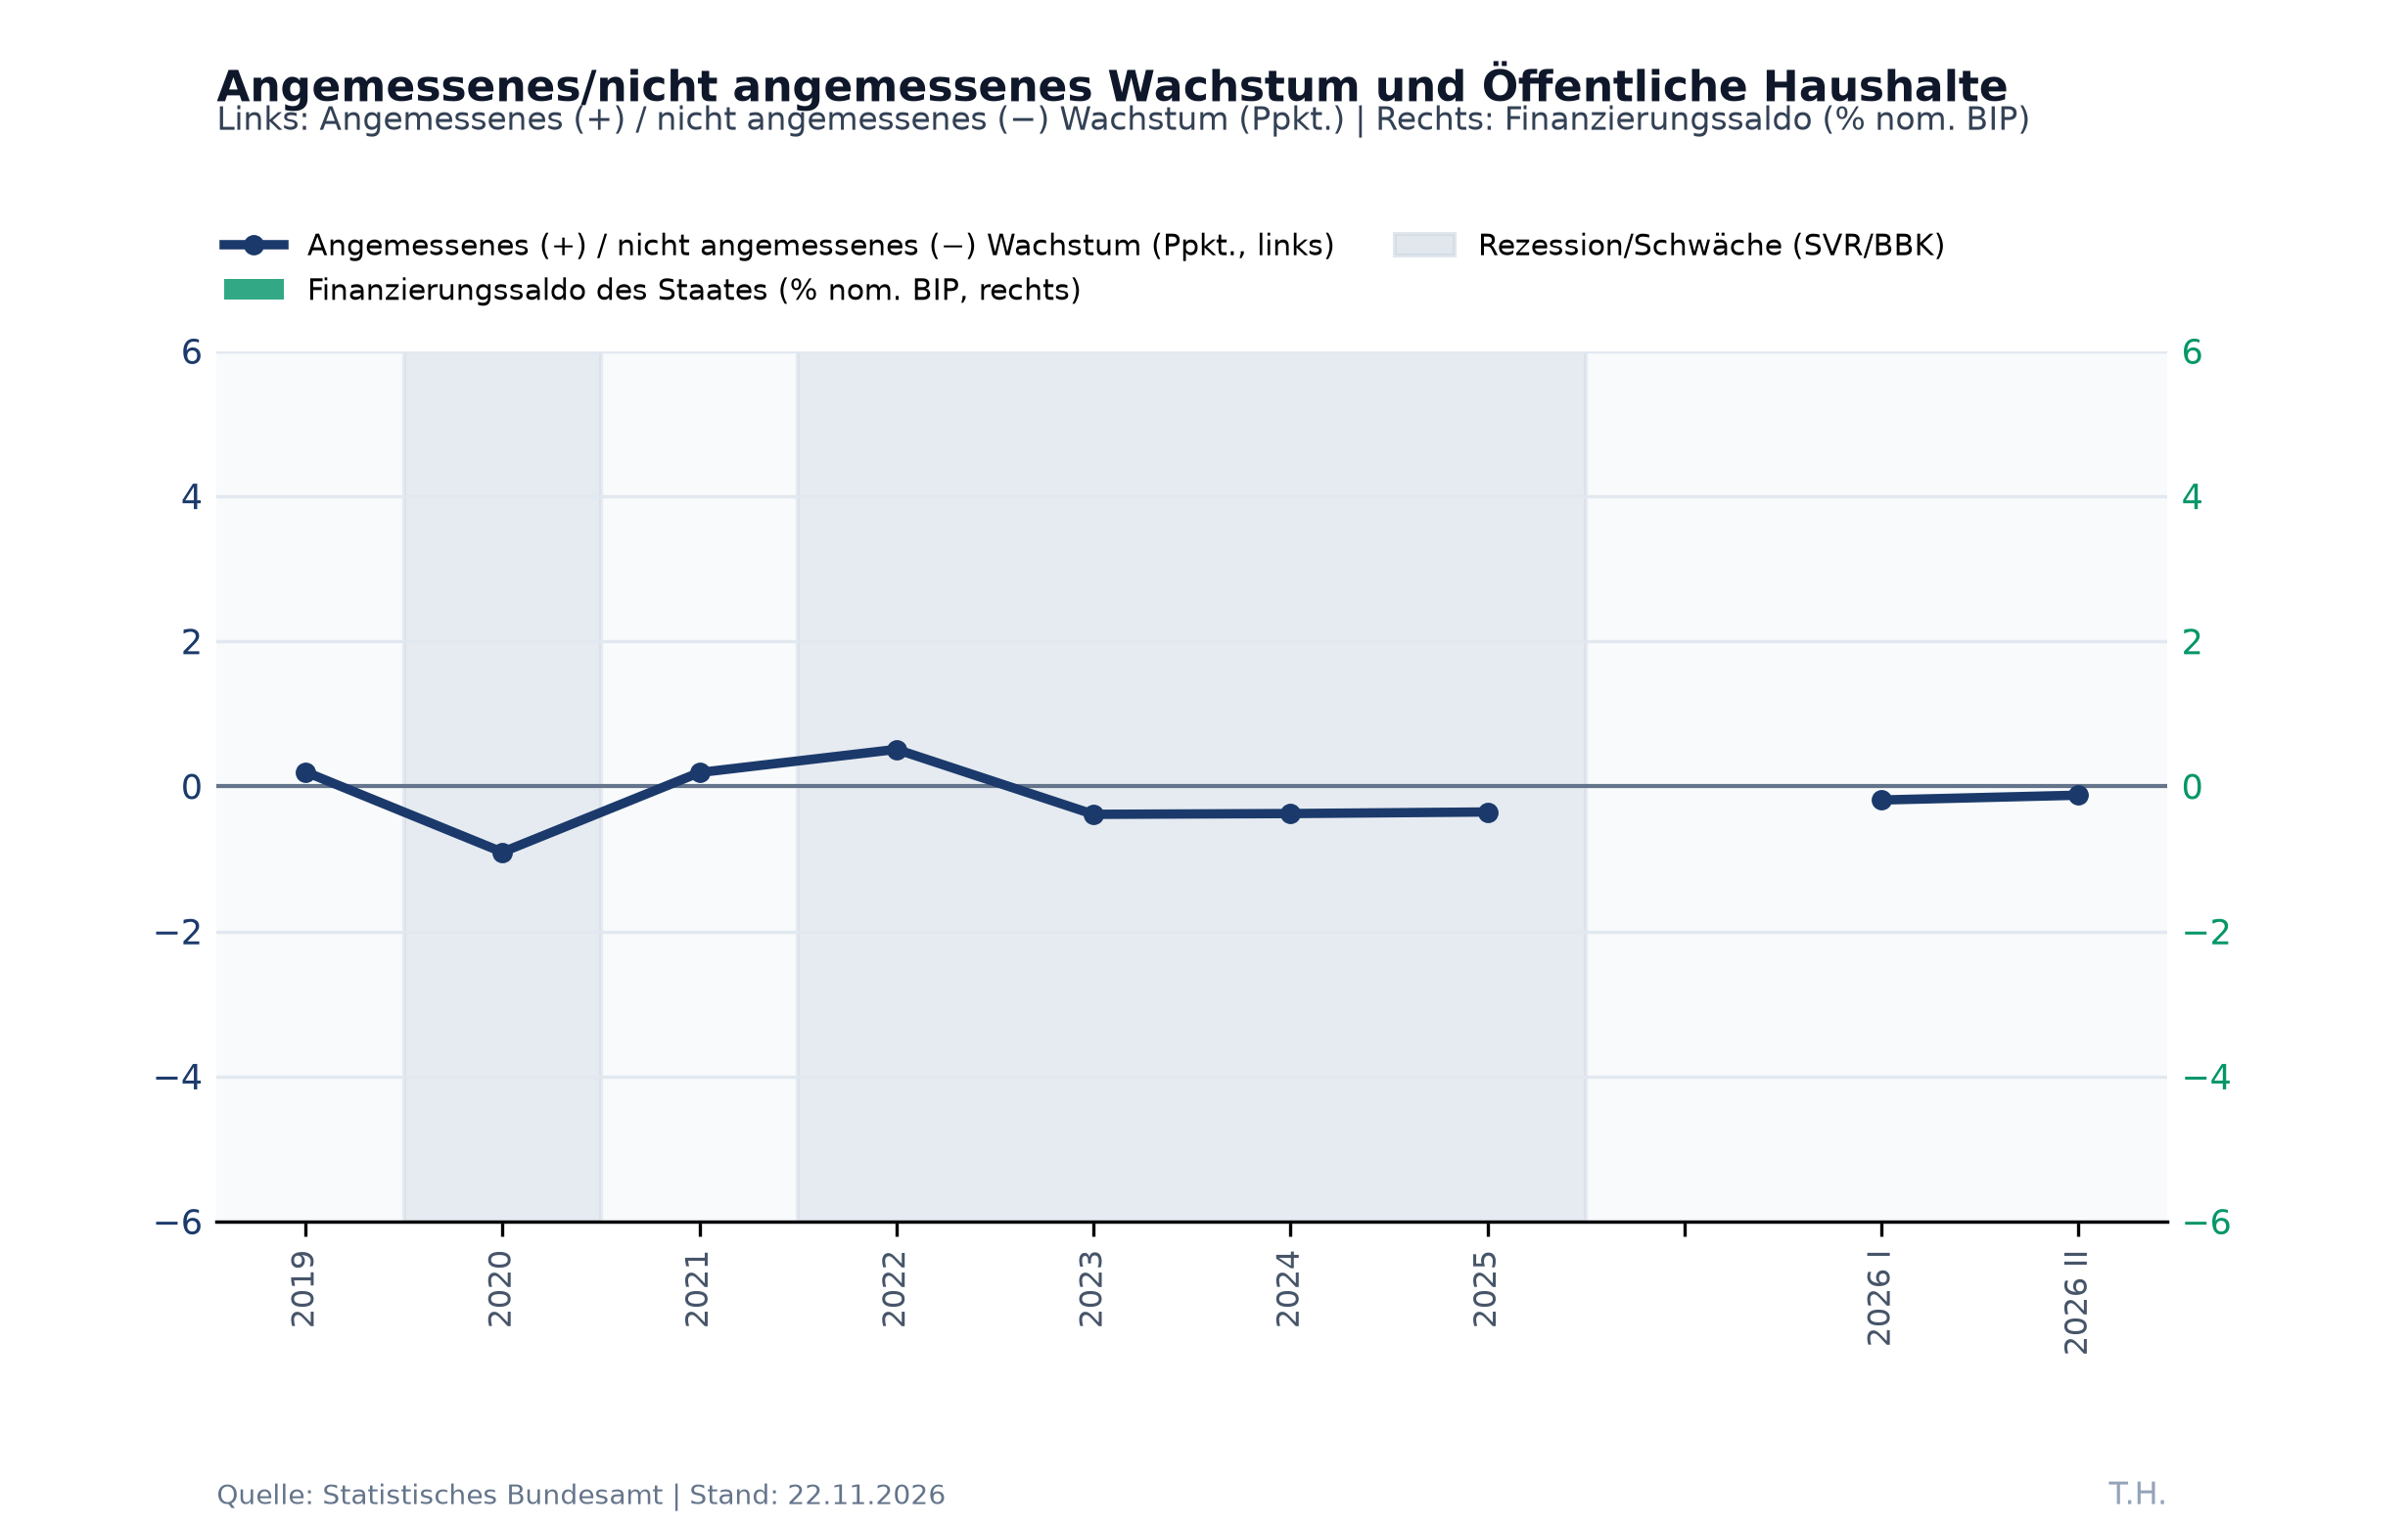 Angemessenes/nicht angemessenes Wachstum und Öffentliche Haushalte
Links: Angemessenes (+) / nicht angemessenes (−) Wachstum (Ppkt.) | Rechts: Finanzierungssaldo (% nom. BIP)
Angemessenes (+) / nicht angemessenes (−) Wachstum (Ppkt., links)
Finanzierungssaldo des Staates (% nom. BIP, rechts)
Rezession/Schwäche (SVR/BBK)
6
4
2
0
−2
−4
−6
6
4
2
0
−2
−4
−6
2019
2020
2021
2022
2023
2024
2025
2026 I
2026 II
Quelle: Statistisches Bundesamt | Stand: 22.11.2026
T.H.